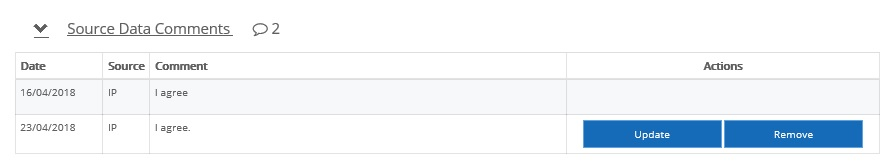 Source Data Comments 2
Date Source Comment Actions
16/04/2018 IP I agree
23/04/2018 IP I agree. Update Remove